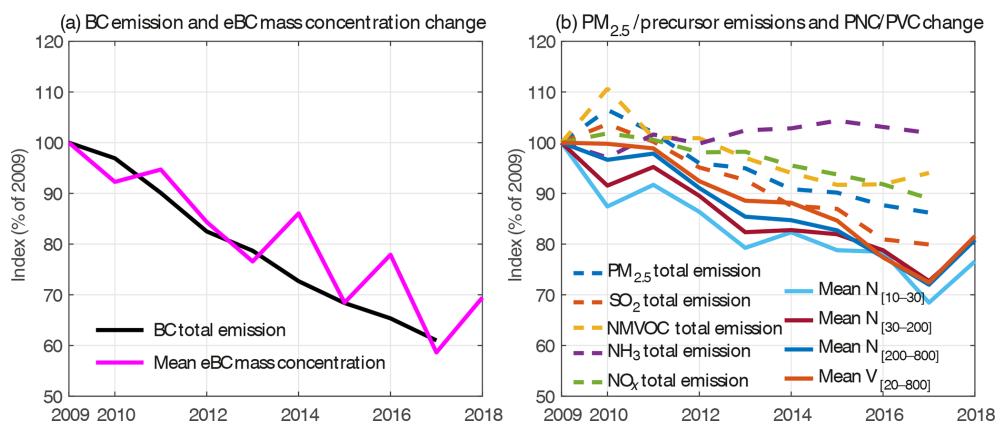 (a) BC emission and eBC mass concentration change
120
110
100
90
80
70
60
50
Index (% of 2009)
BC total emission
Mean eBC mass concentration
2009 2010 2012 2014 2016 2018
(b) PM2.5 /precursor emissions and PNC/PVC change
120
110
100
90
80
70
60
50
Index (% of 2009)
PM2.5 total emission
SO2 total emission
NMVOC total emission
NH3 total emission
NOx total emission
Mean N[10–30]
Mean N[30–200]
Mean N[200–800]
Mean V[20–800]
2009 2010 2012 2014 2016 2018